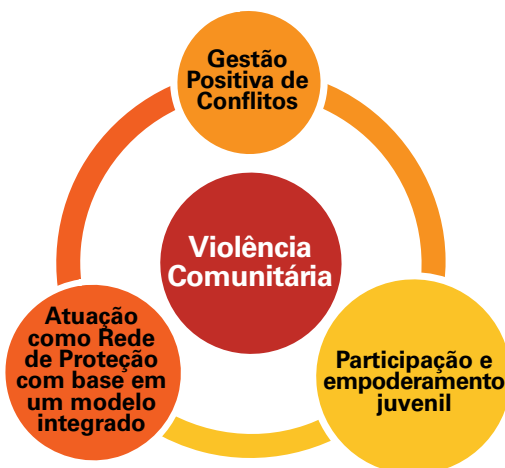 Gestão
Positiva de
Conflitos
Violência
Comunitária
Atuação
como Rede
de Proteção
com base em
um modelo
integrado
Participação e
empoderamento
juvenil